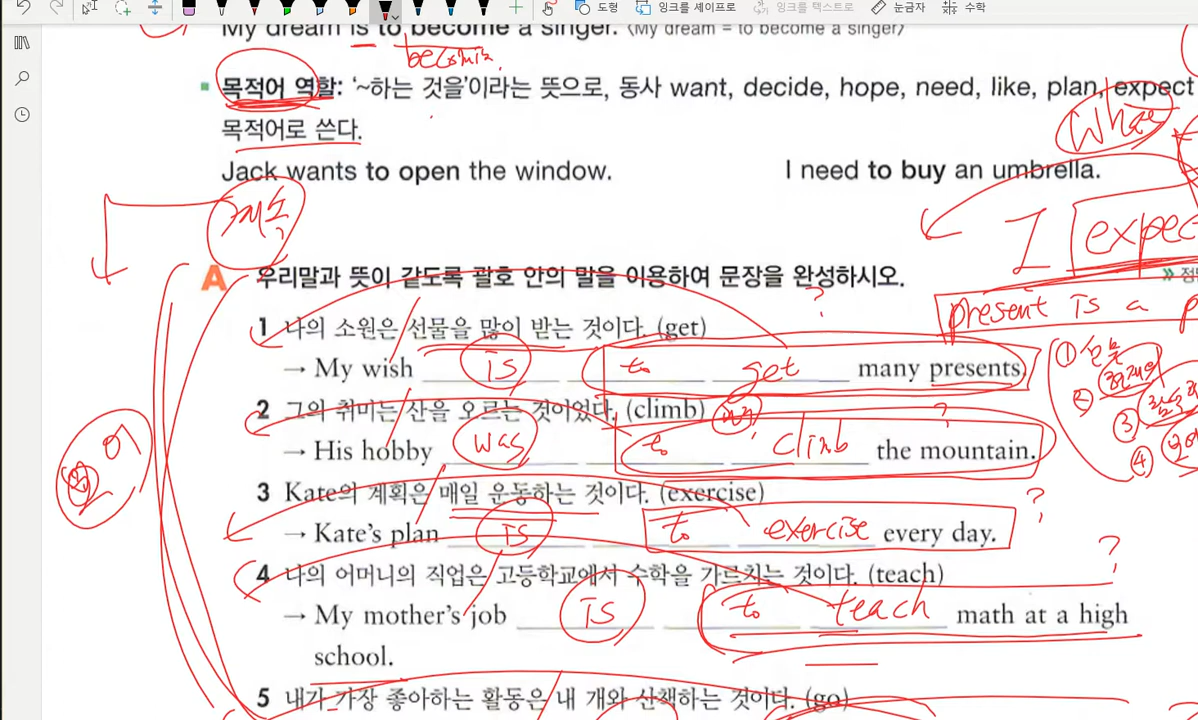 도형 잉크를 셰이프로 잉크를 텍스트로 눈금자 수학
My dream is to become a singer. (My dream = to become a singer)
목적어 역할: '~하는 것을'이라는 뜻으로, 동사 want, decide, hope, need, like, plan, expect
목적어로 쓴다.
What
Jack wants to open the window. I need to buy an umbrella.
I expec
A 우리말과 뜻이 같도록 괄호 안의 말을 이용하여 문장을 완성하시오.
present is a p
1 나의 소원은 선물을 많이 받는 것이다. (get)
① 선물
→ My wish is to get many presents.
②
2 그의 취미는 산을 오르는 것이었다. (climb)
③
→ His hobby was to climb the mountain.
④
3 Kate의 계획은 매일 운동하는 것이다. (exercise)
→ Kate's plan is to exercise every day.
4 나의 어머니의 직업은 고등학교에서 수학을 가르치는 것이다. (teach)
→ My mother's job is to teach math at a high
school.
5 내가 가장 좋아하는 활동은 내 개와 산책하는 것이다. (go)